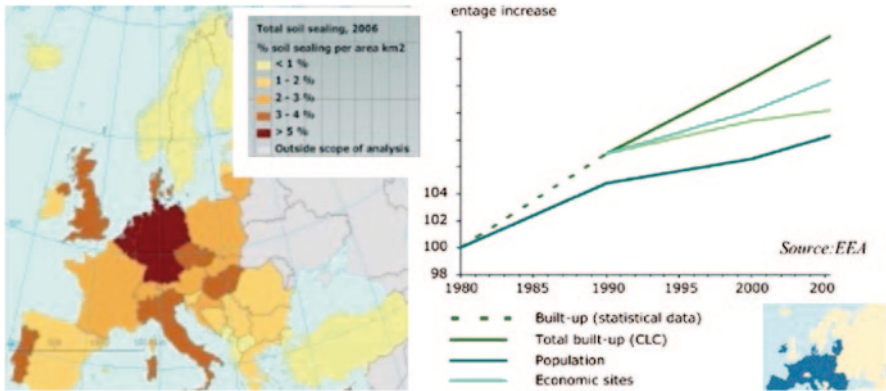 Total soil sealing, 2006
% soil sealing per area km2
< 1 %
1 - 2 %
2 - 3 %
3 - 4 %
> 5 %
Outside scope of analysis
entage increase
104
102
100
98
1980
1985
1990
1995
2000
200
Source:EEA
Built-up (statistical data)
Total built-up (CLC)
Population
Economic sites